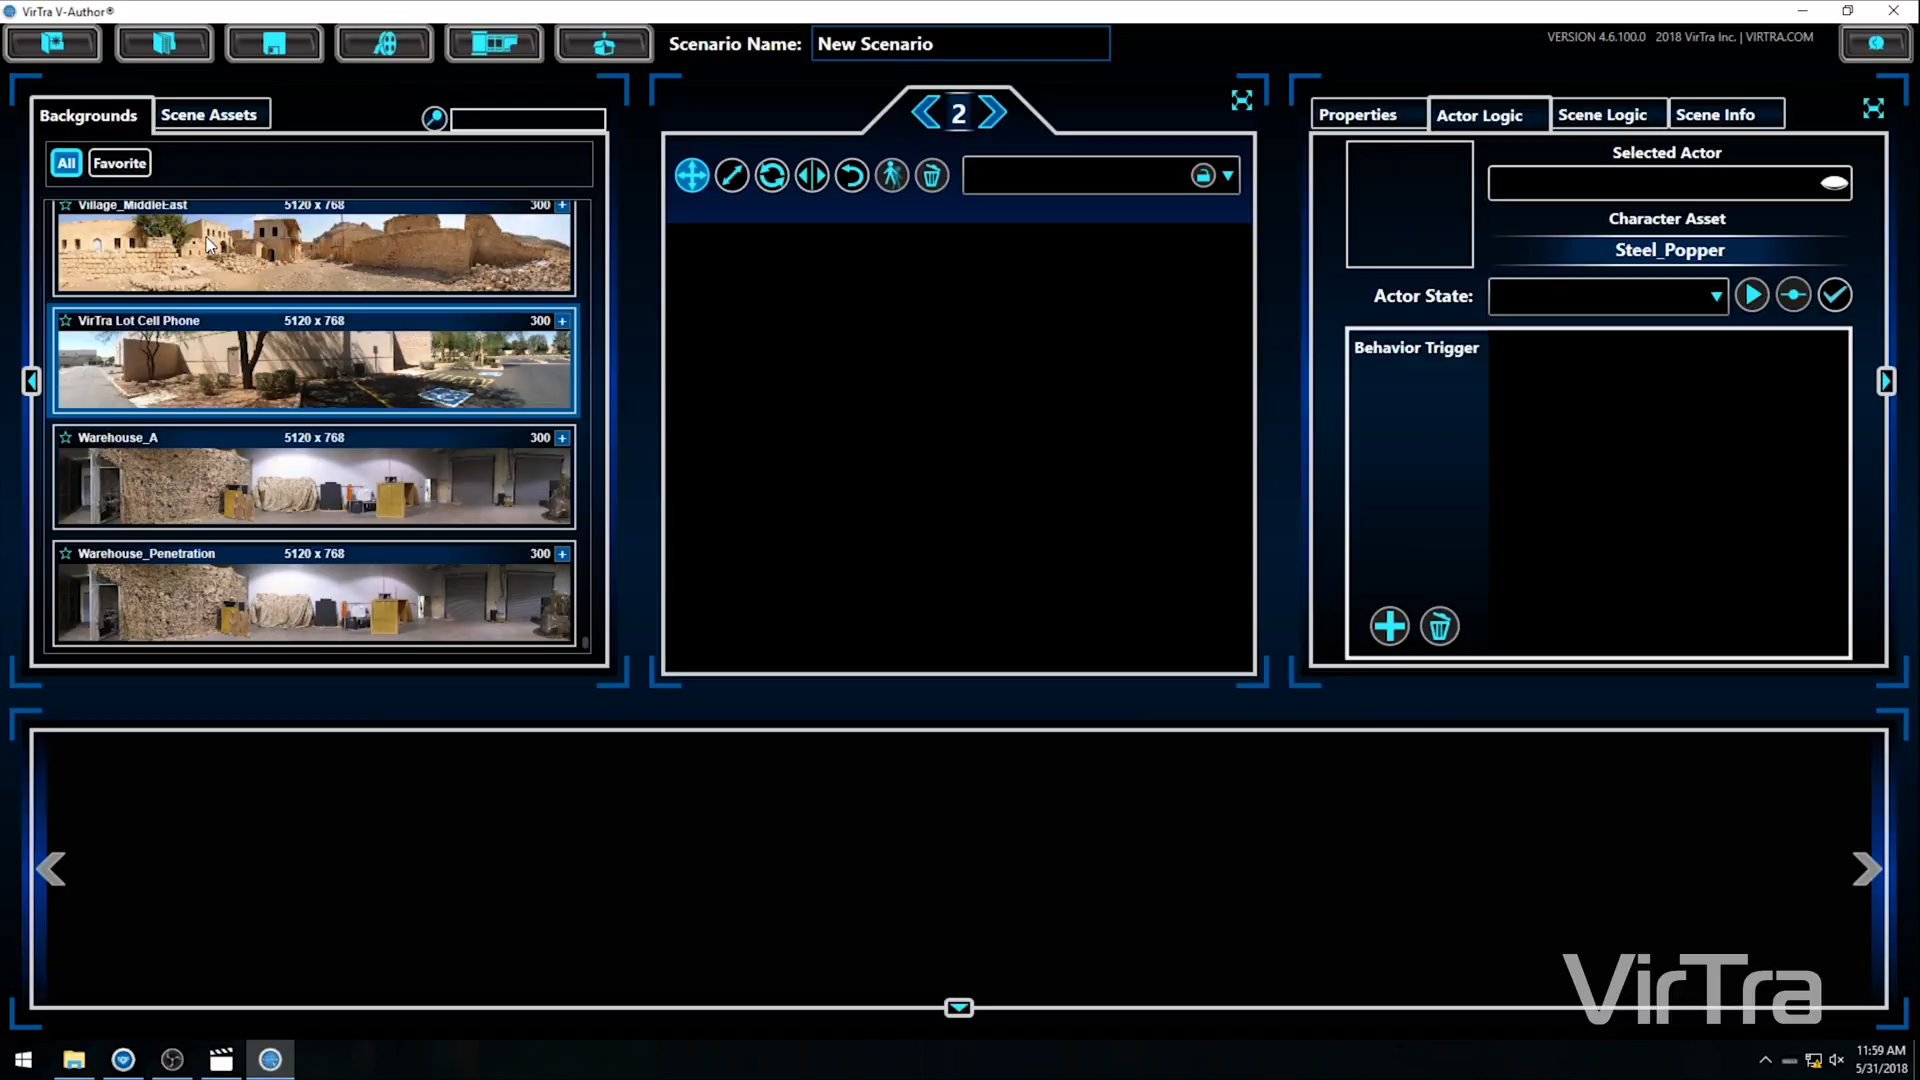 VirTra V-Author®
Scenario Name: New Scenario
VERSION 4.6.100.0 2018 VirTra Inc. | VIRTRA.COM
Backgrounds
Scene Assets
All
Favorite
Village_MiddleEast 5120 x 768 300 +
VirTra Lot Cell Phone 5120 x 768 300 +
Warehouse_A 5120 x 768 300 +
Warehouse_Penetration 5120 x 768 300 +
2
Properties
Actor Logic
Scene Logic
Scene Info
Selected Actor
Character Asset
Steel_Popper
Actor State:
Behavior Trigger
VirTra
11:59 AM
5/31/2018